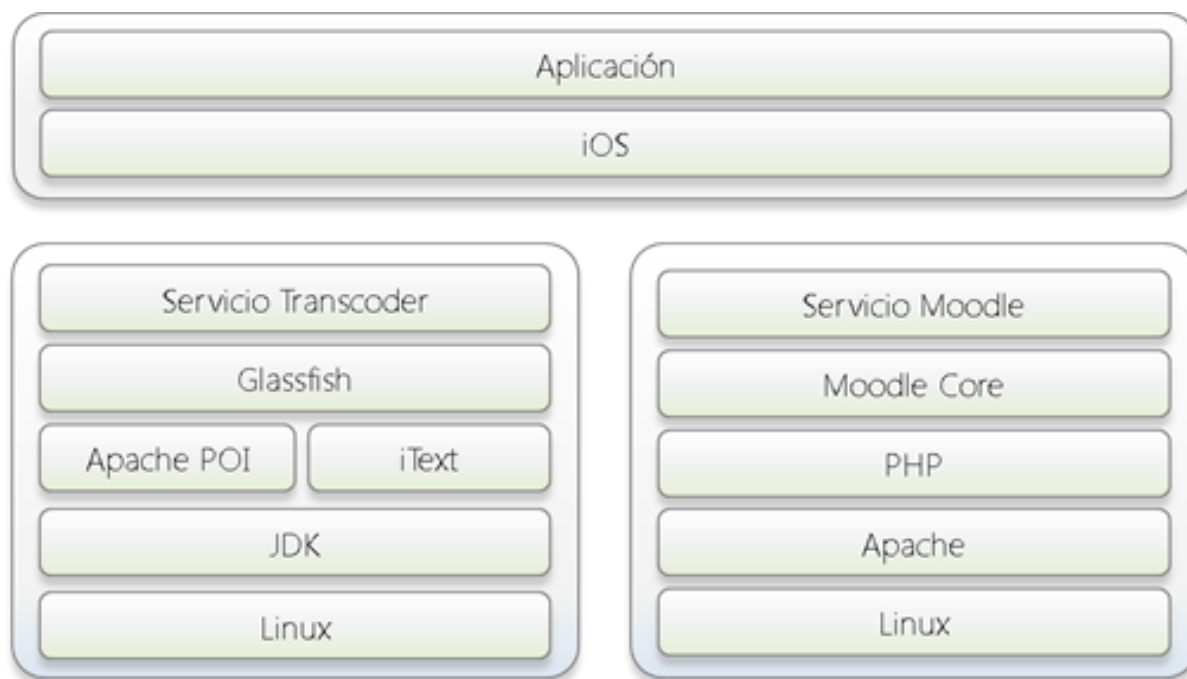 Aplicación
iOS
Servicio Transcoder
Glassfish
Apache POI
iText
JDK
Linux
Servicio Moodle
Moodle Core
PHP
Apache
Linux